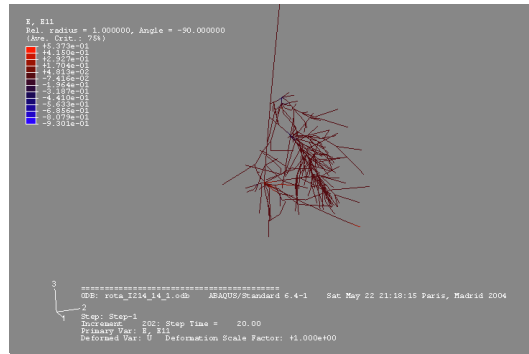 E, E11
Rel. radius = 1.000000, Angle = -90.000000
(Ave. Crit.: 75%)
+5.373e-01
+4.150e-01
+2.927e-01
+1.704e-01
+4.813e-02
-7.416e-02
-1.964e-01
-3.187e-01
-4.410e-01
-5.633e-01
-6.856e-01
-8.079e-01
-9.301e-01
3
2
1
ODB: rota_I214_14_1.odb ABAQUS/Standard 6.4-1 Sat May 22 21:18:15 Paris, Madrid 2004
Step: Step-1
Increment 202: Step Time = 20.00
Primary Var: E, E11
Deformed Var: U Deformation Scale Factor: +1.000e+00